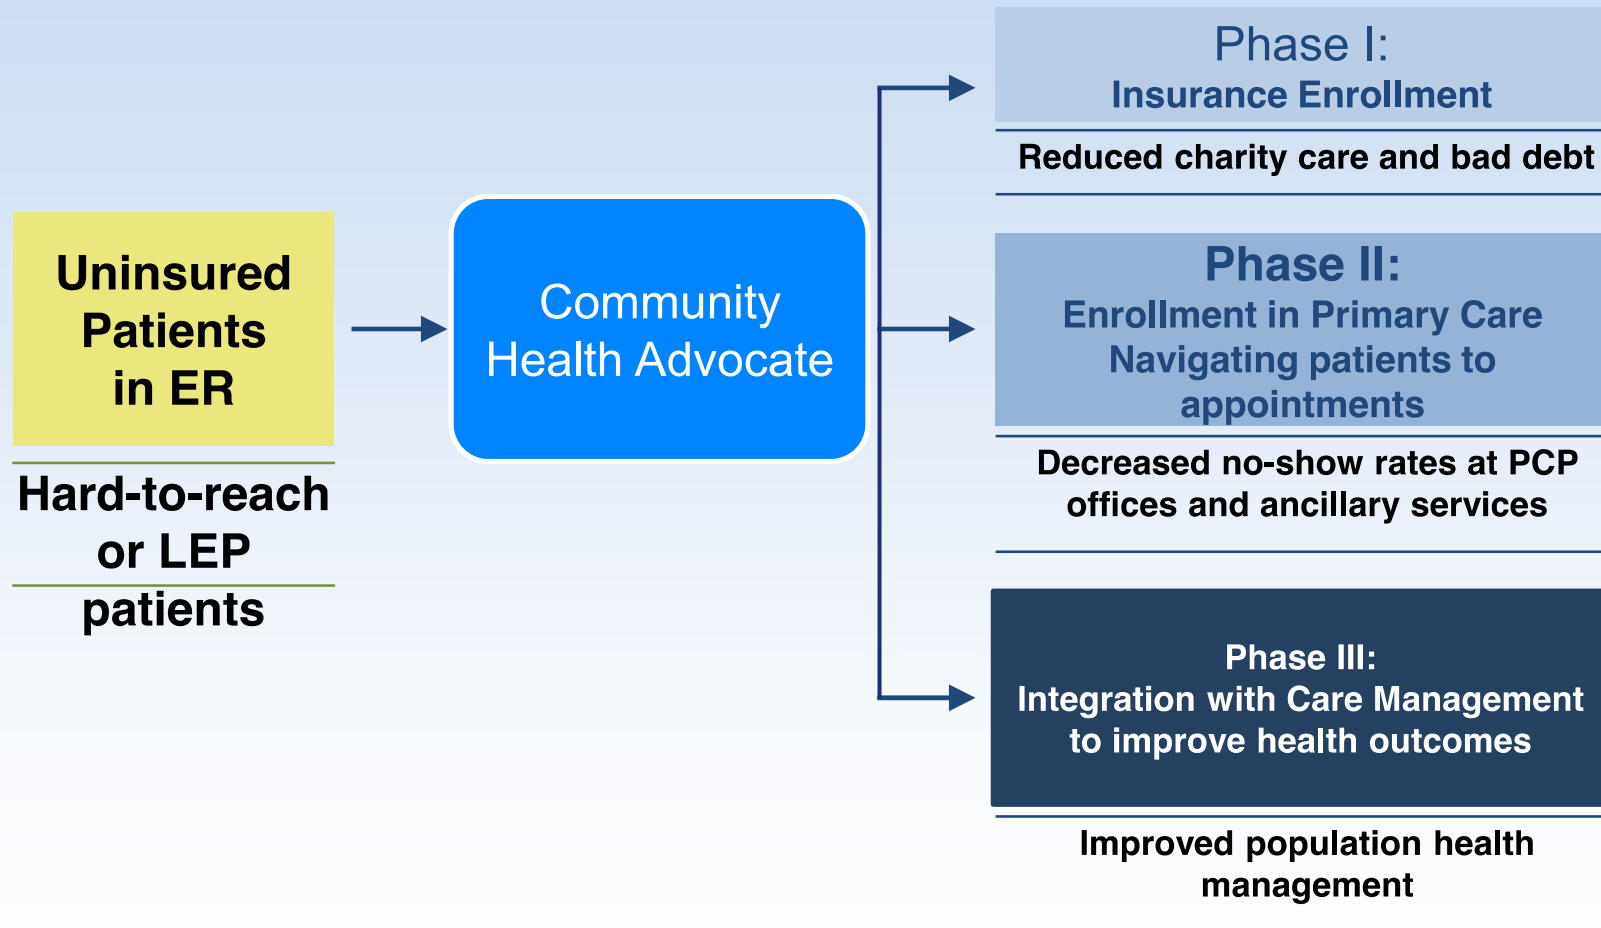 Uninsured
Patients
in ER
Hard-to-reach
or LEP
patients
Community
Health Advocate
Phase I:
Insurance Enrollment
Reduced charity care and bad debt
Phase II:
Enrollment in Primary Care
Navigating patients to
appointments
Decreased no-show rates at PCP
offices and ancillary services
Phase III:
Integration with Care Management
to improve health outcomes
Improved population health
management